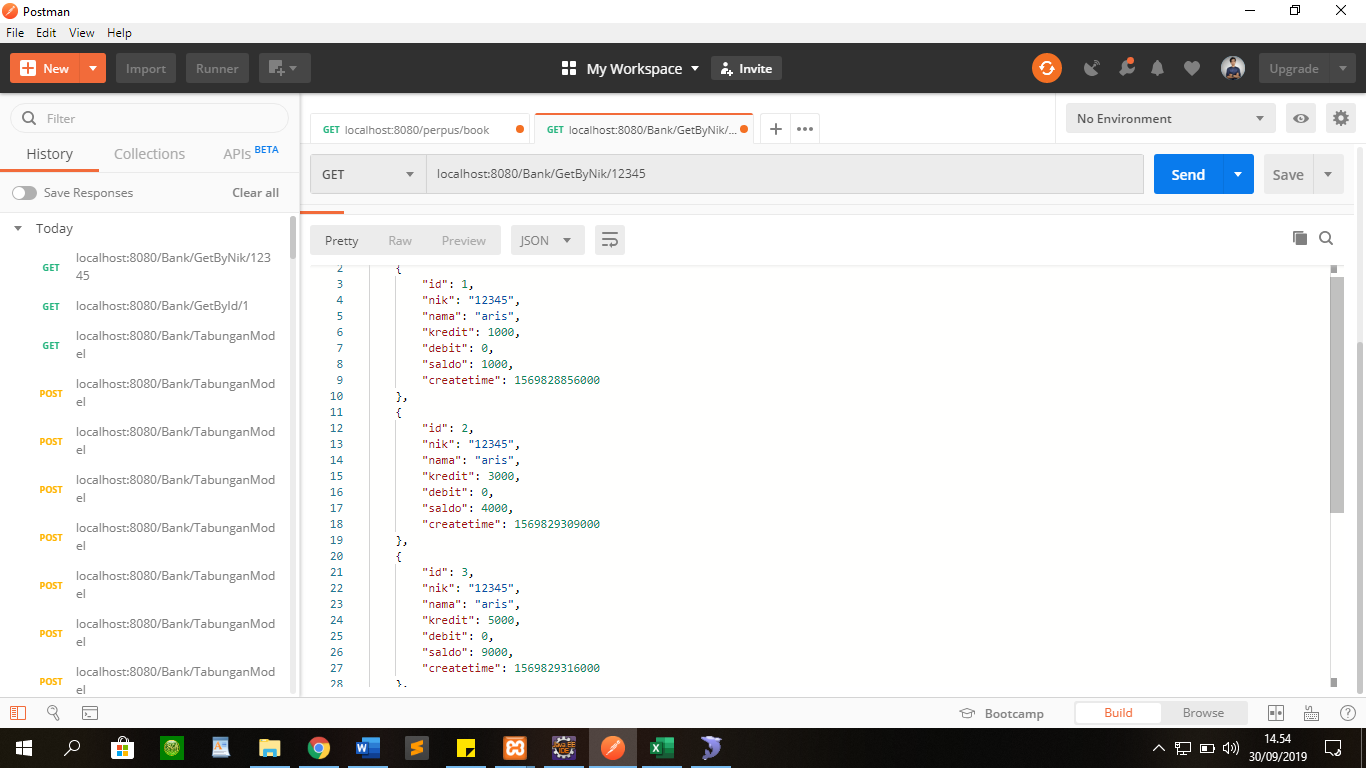 Postman
File Edit View Help
New Import Runner My Workspace Invite Upgrade
Filter
History Collections APIs BETA
Save Responses Clear all
Today
GET localhost:8080/Bank/GetByNik/123
45
GET localhost:8080/Bank/GetById/1
GET localhost:8080/Bank/TabunganMod
el
POST localhost:8080/Bank/TabunganMod
el
POST localhost:8080/Bank/TabunganMod
el
POST localhost:8080/Bank/TabunganMod
el
POST localhost:8080/Bank/TabunganMod
el
POST localhost:8080/Bank/TabunganMod
el
POST localhost:8080/Bank/TabunganMod
el
POST localhost:8080/Bank/TabunganMod
el
GET localhost:8080/perpus/book GET localhost:8080/Bank/GetByNik/...
No Environment
GET localhost:8080/Bank/GetByNik/12345 Send Save
Pretty Raw Preview JSON
2 {
3 "id": 1,
4 "nik": "12345",
5 "nama": "aris",
6 "kredit": 1000,
7 "debit": 0,
8 "saldo": 1000,
9 "createtime": 1569828856000
10 },
11 {
12 "id": 2,
13 "nik": "12345",
14 "nama": "aris",
15 "kredit": 3000,
16 "debit": 0,
17 "saldo": 4000,
18 "createtime": 1569829309000
19 },
20 {
21 "id": 3,
22 "nik": "12345",
23 "nama": "aris",
24 "kredit": 5000,
25 "debit": 0,
26 "saldo": 9000,
27 "createtime": 1569829316000
28 },
Bootcamp Build Browse
14.54
30/09/2019